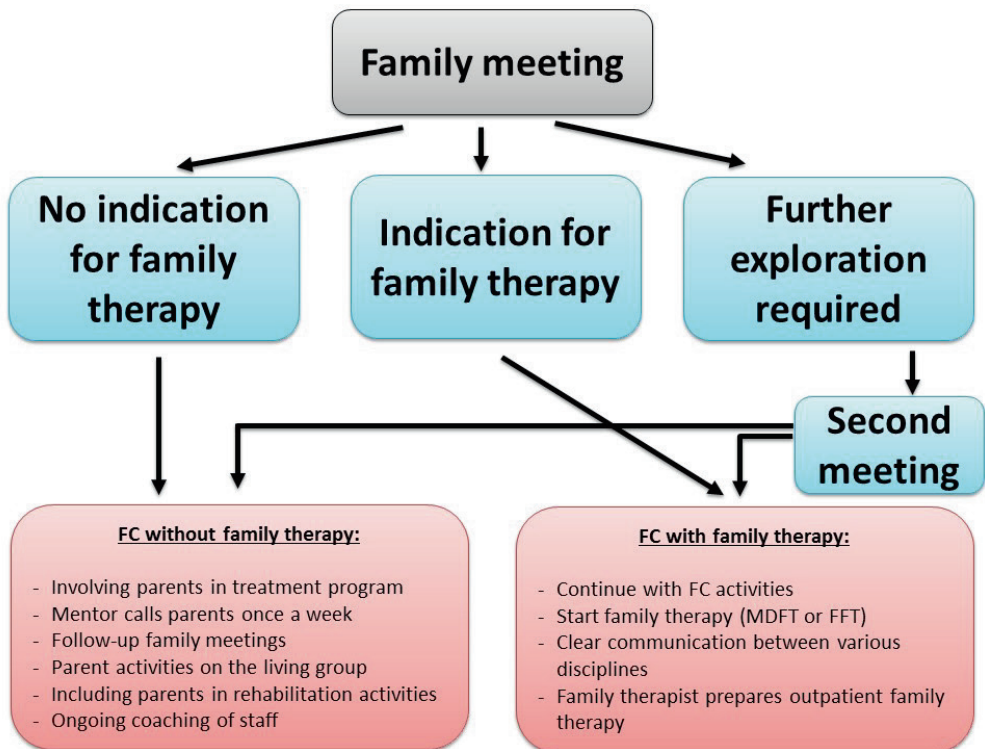 Family meeting
No indication
for family
therapy
Indication for
family therapy
Further
exploration
required
Second
meeting
FC without family therapy:
- Involving parents in treatment program
- Mentor calls parents once a week
- Follow-up family meetings
- Parent activities on the living group
- Including parents in rehabilitation activities
- Ongoing coaching of staff
FC with family therapy:
- Continue with FC activities
- Start family therapy (MDFT or FFT)
- Clear communication between various
disciplines
- Family therapist prepares outpatient family
therapy